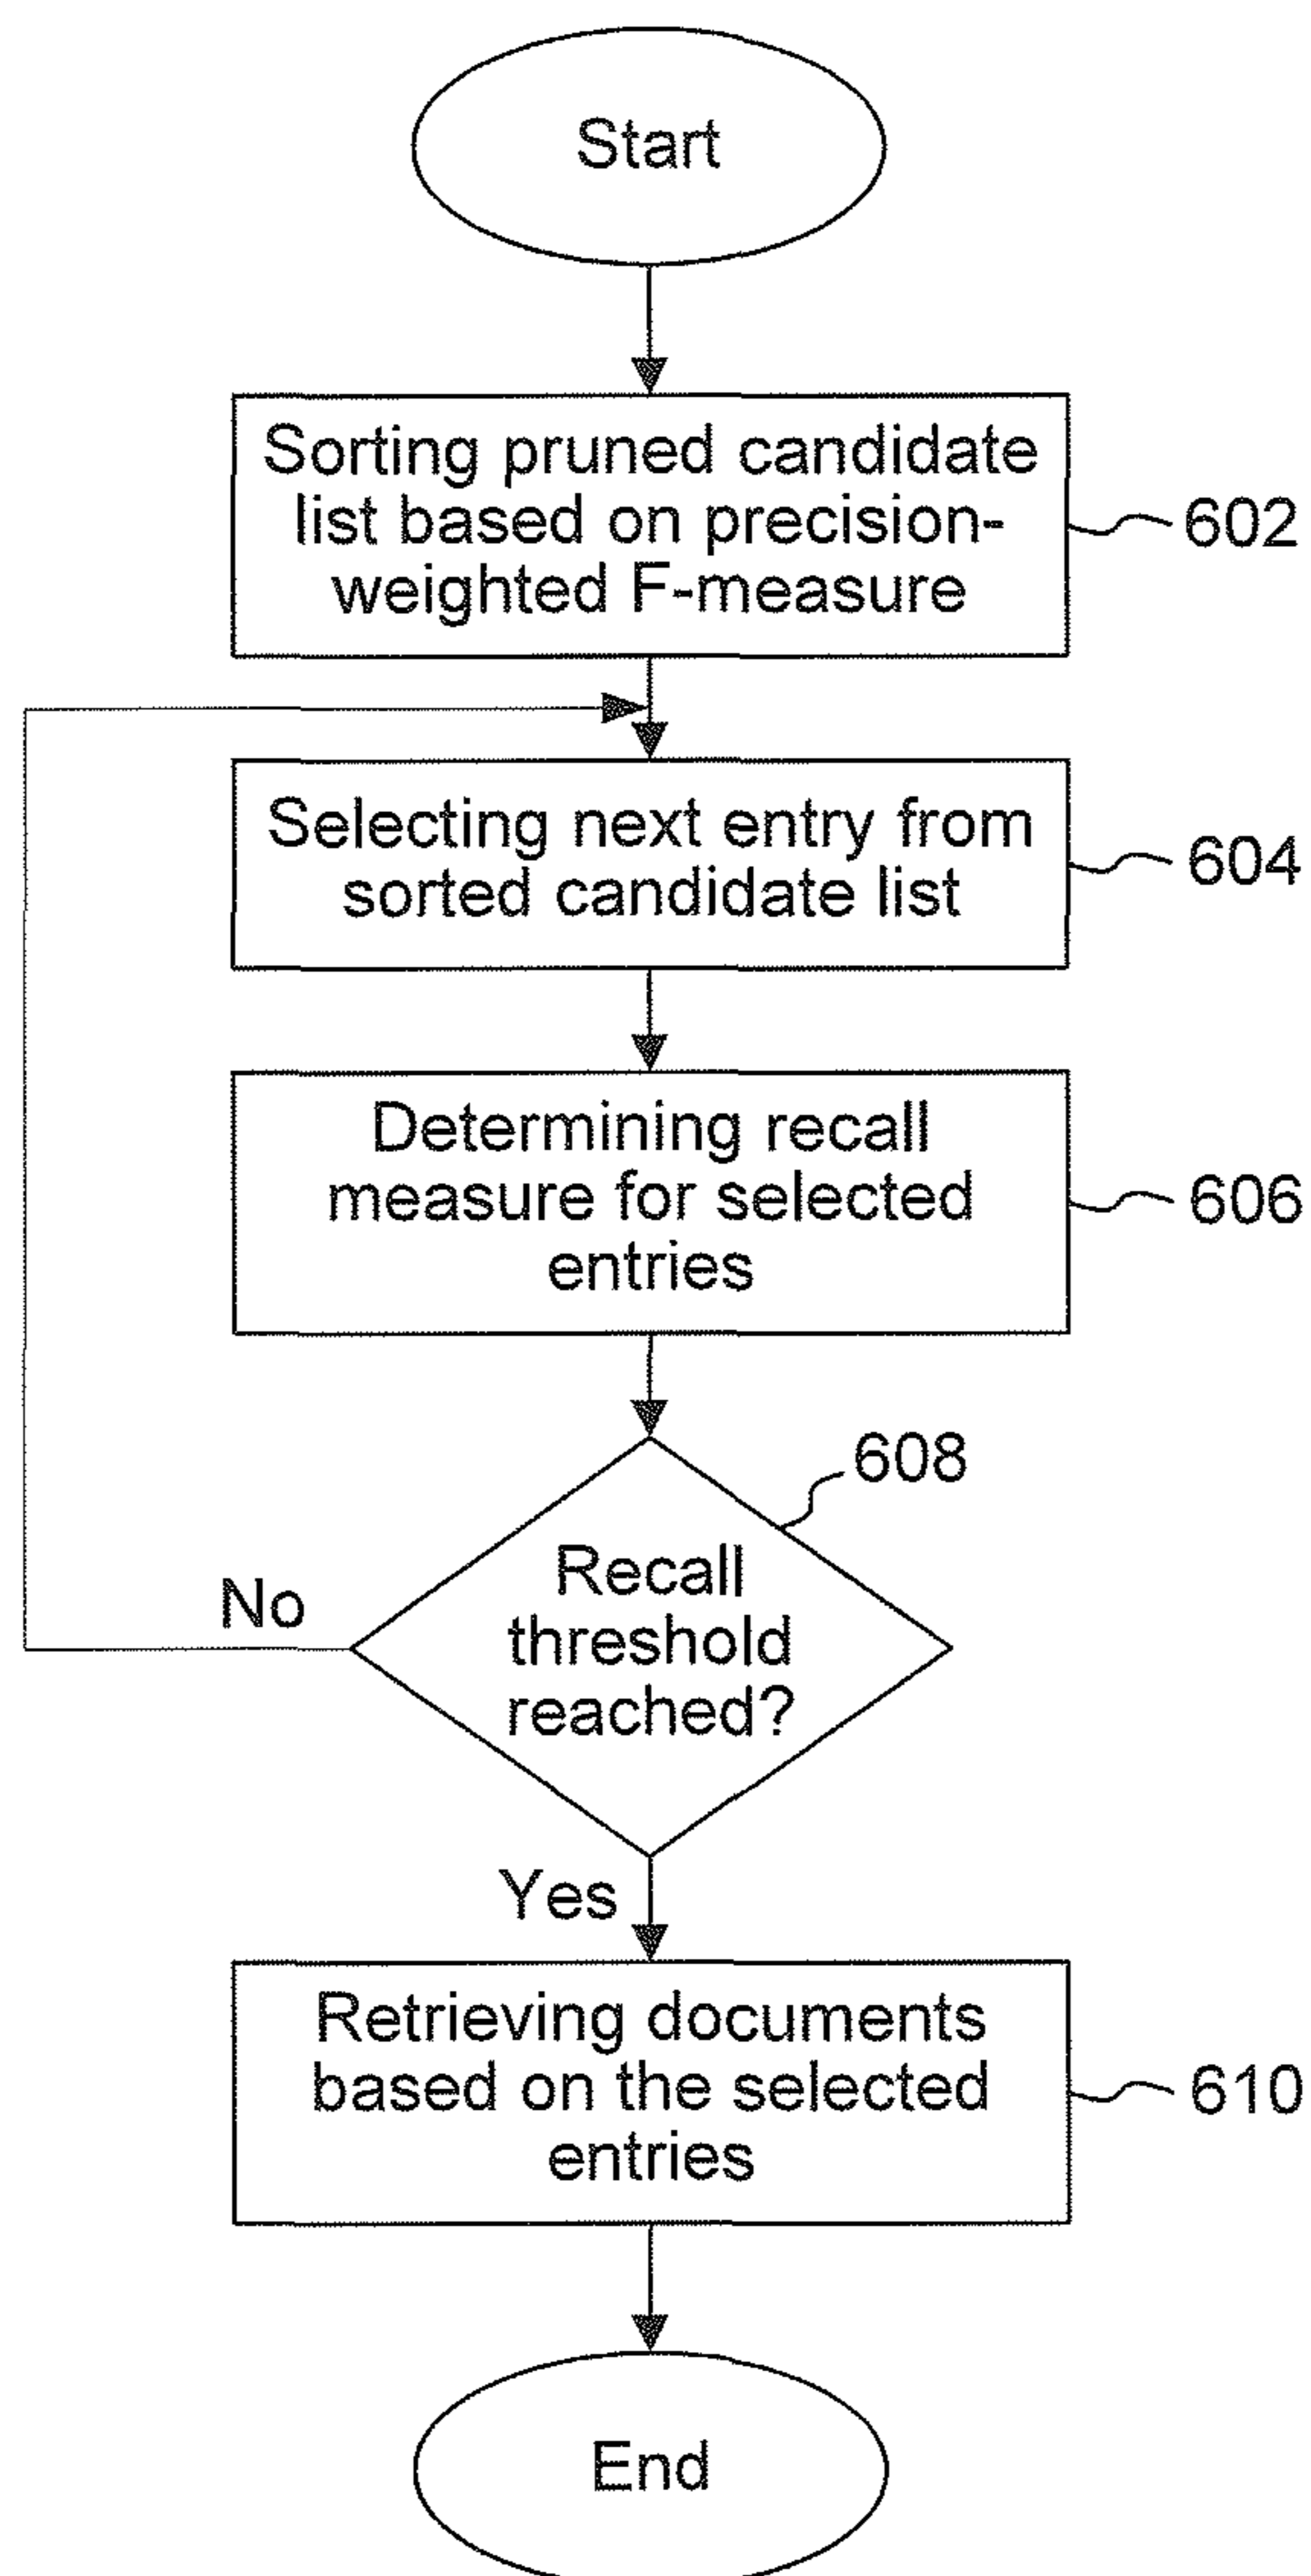 Start
Sorting pruned candidate
list based on precision-
weighted F-measure
602
Selecting next entry from
sorted candidate list
604
Determining recall
measure for selected
entries
606
608
Recall
threshold
reached?
No
Yes
Retrieving documents
based on the selected
entries
610
End